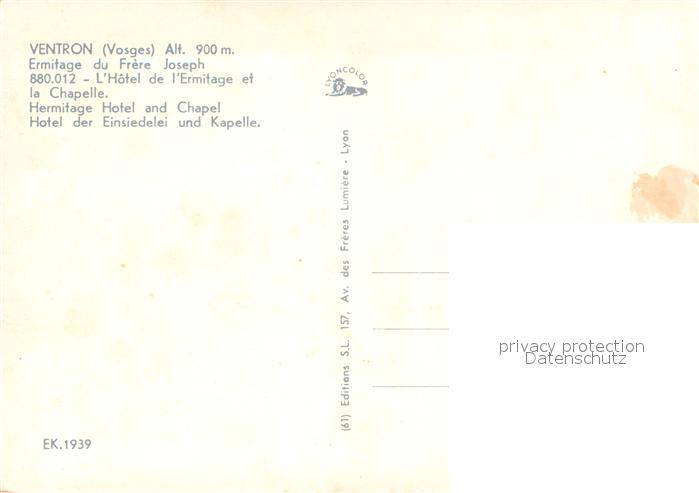 VENTRON (Vosges) Alt. 900 m.
Ermitage du Frère Joseph
880.012 - L'Hôtel de l'Ermitage et
la Chapelle.
Hermitage Hotel and Chapel
Hotel der Einsiedelei und Kapelle.
LYONCOLOR
(61) Editions S.L. 157, Av. des Frères Lumière - Lyon
privacy protection
Datenschutz
EK.1939